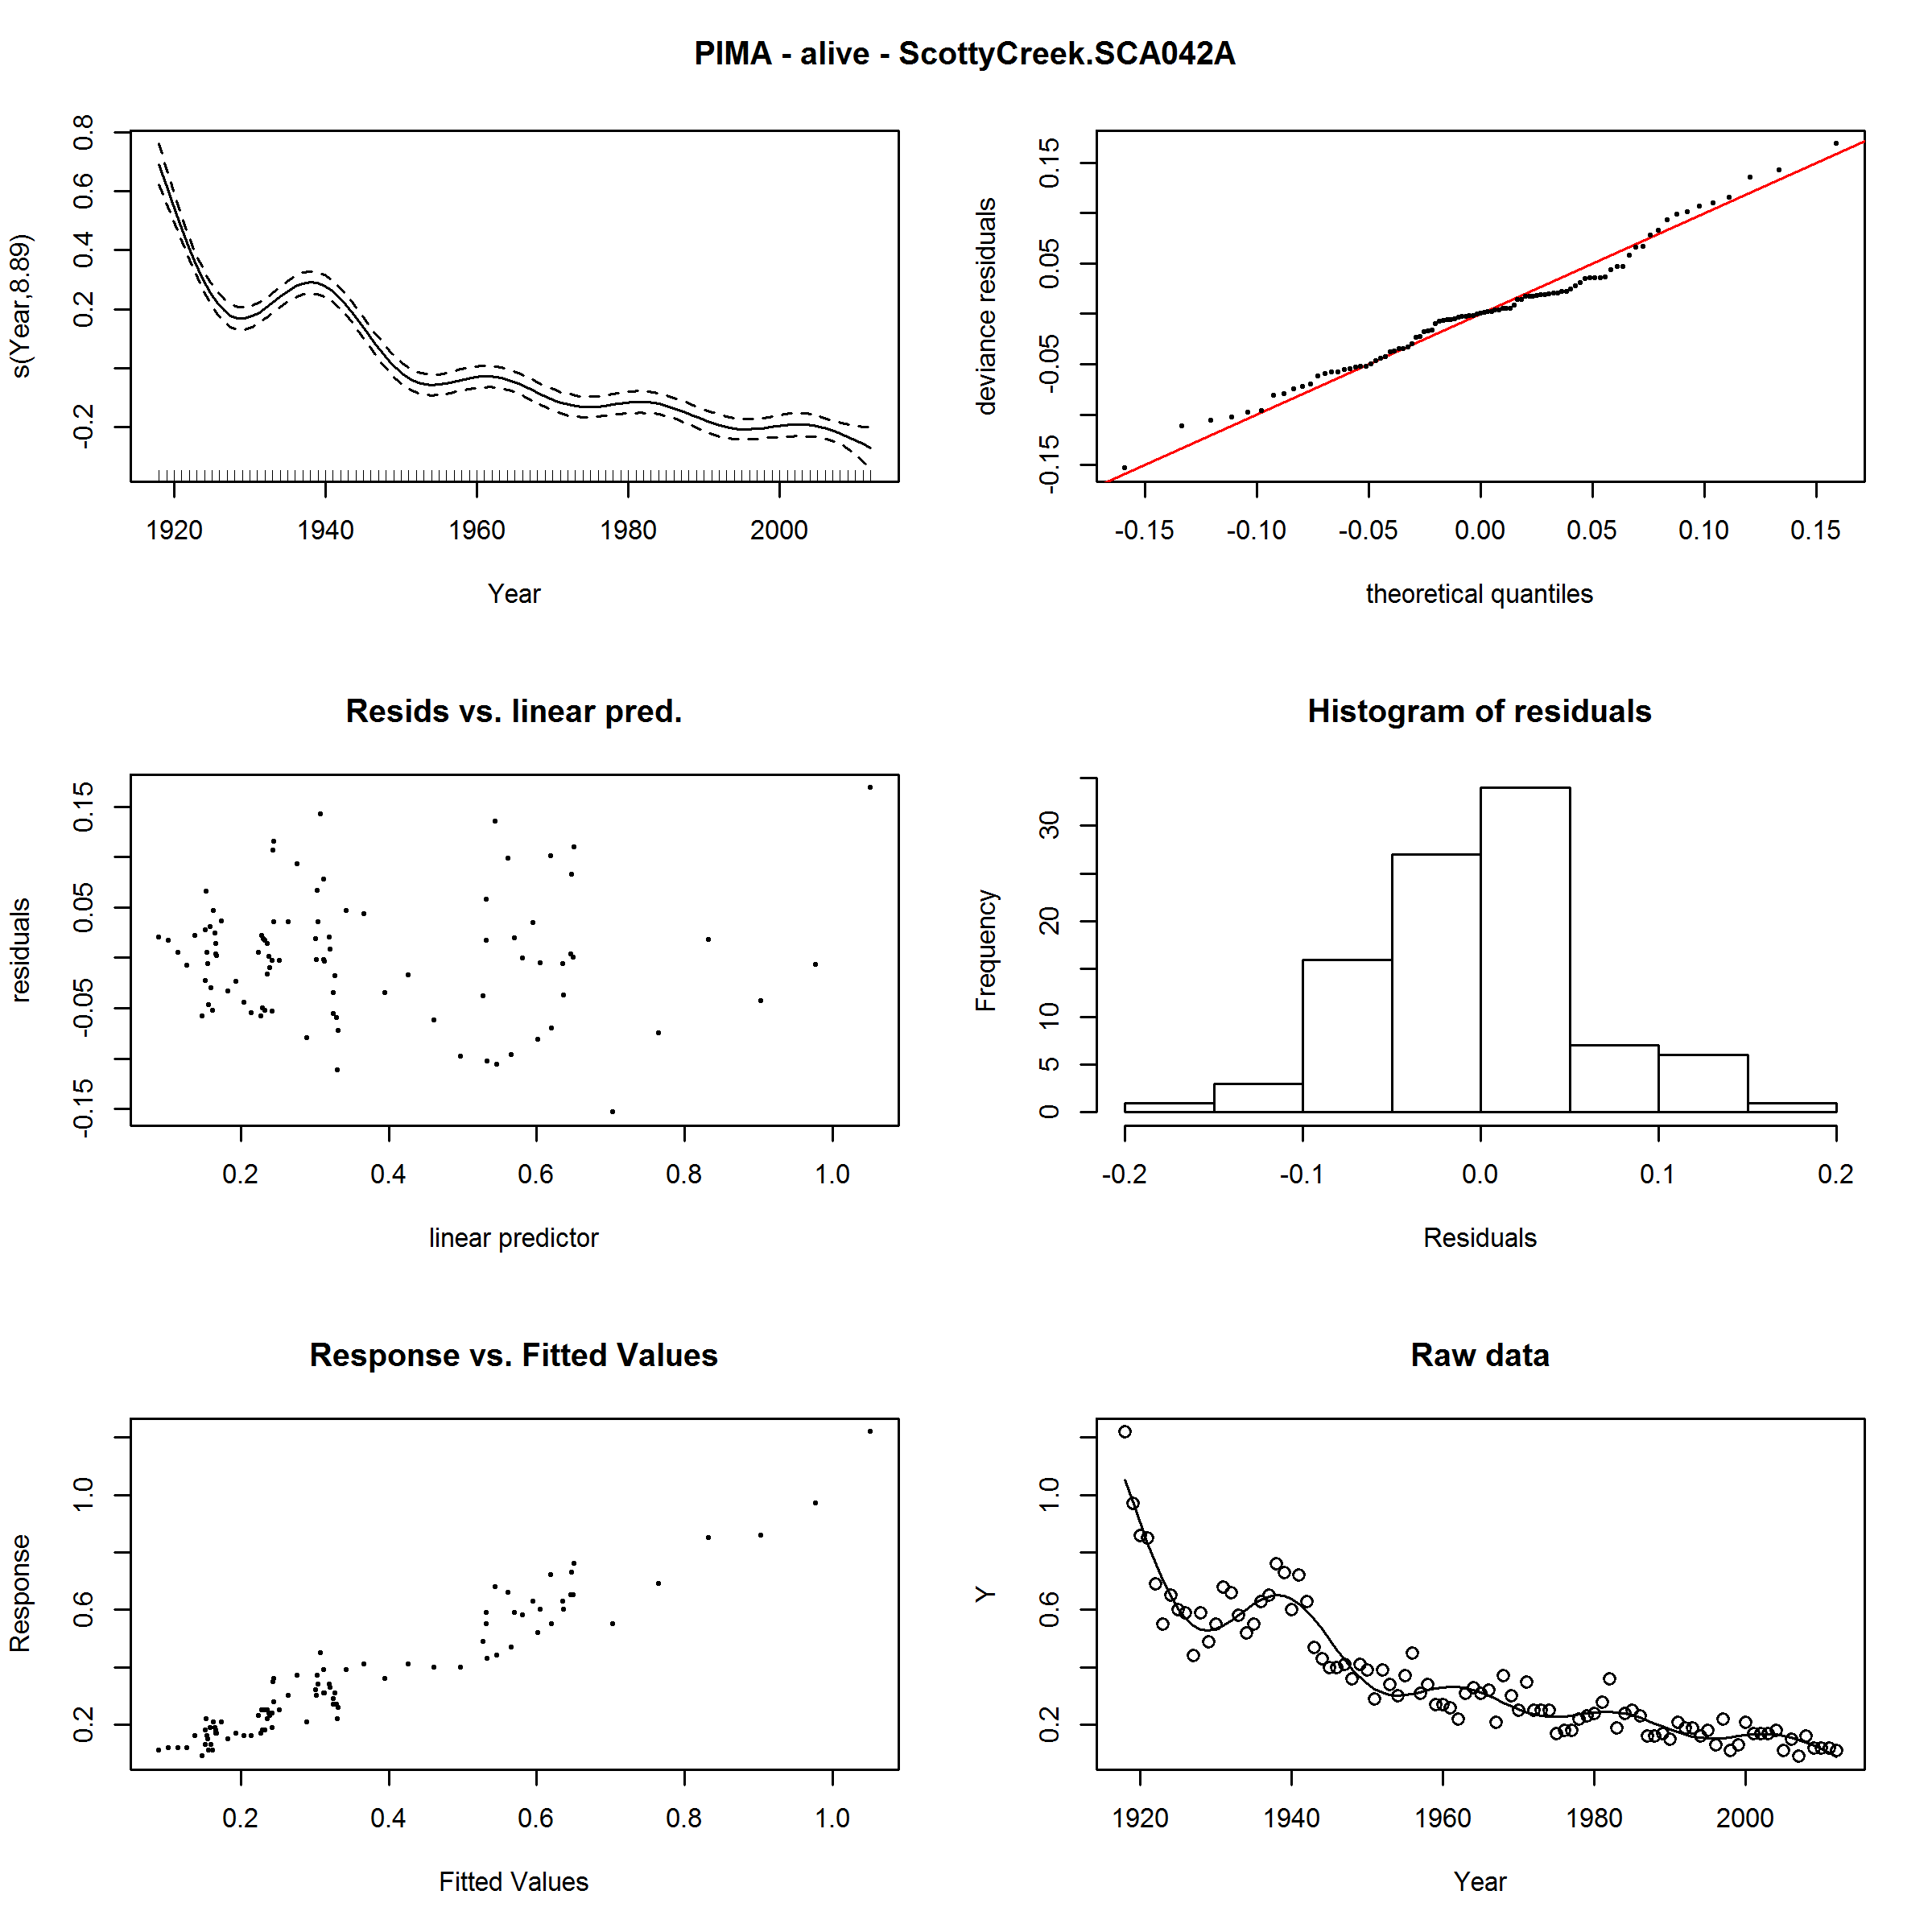 PIMA - alive - ScottyCreek.SCA042A
s(Year,8.89)
-0.2 0.2 0.4 0.6 0.8
1920 1940 1960 1980 2000
Year
deviance residuals
-0.15 -0.05 0.05 0.15
-0.15 -0.10 -0.05 0.00 0.05 0.10 0.15
theoretical quantiles
Resids vs. linear pred.
residuals
-0.15 -0.05 0.05 0.15
0.2 0.4 0.6 0.8 1.0
linear predictor
Histogram of residuals
Frequency
0 5 10 20 30
-0.2 -0.1 0.0 0.1 0.2
Residuals
Response vs. Fitted Values
Response
0.2 0.6 1.0
0.2 0.4 0.6 0.8 1.0
Fitted Values
Raw data
Y
0.2 0.6 1.0
1920 1940 1960 1980 2000
Year